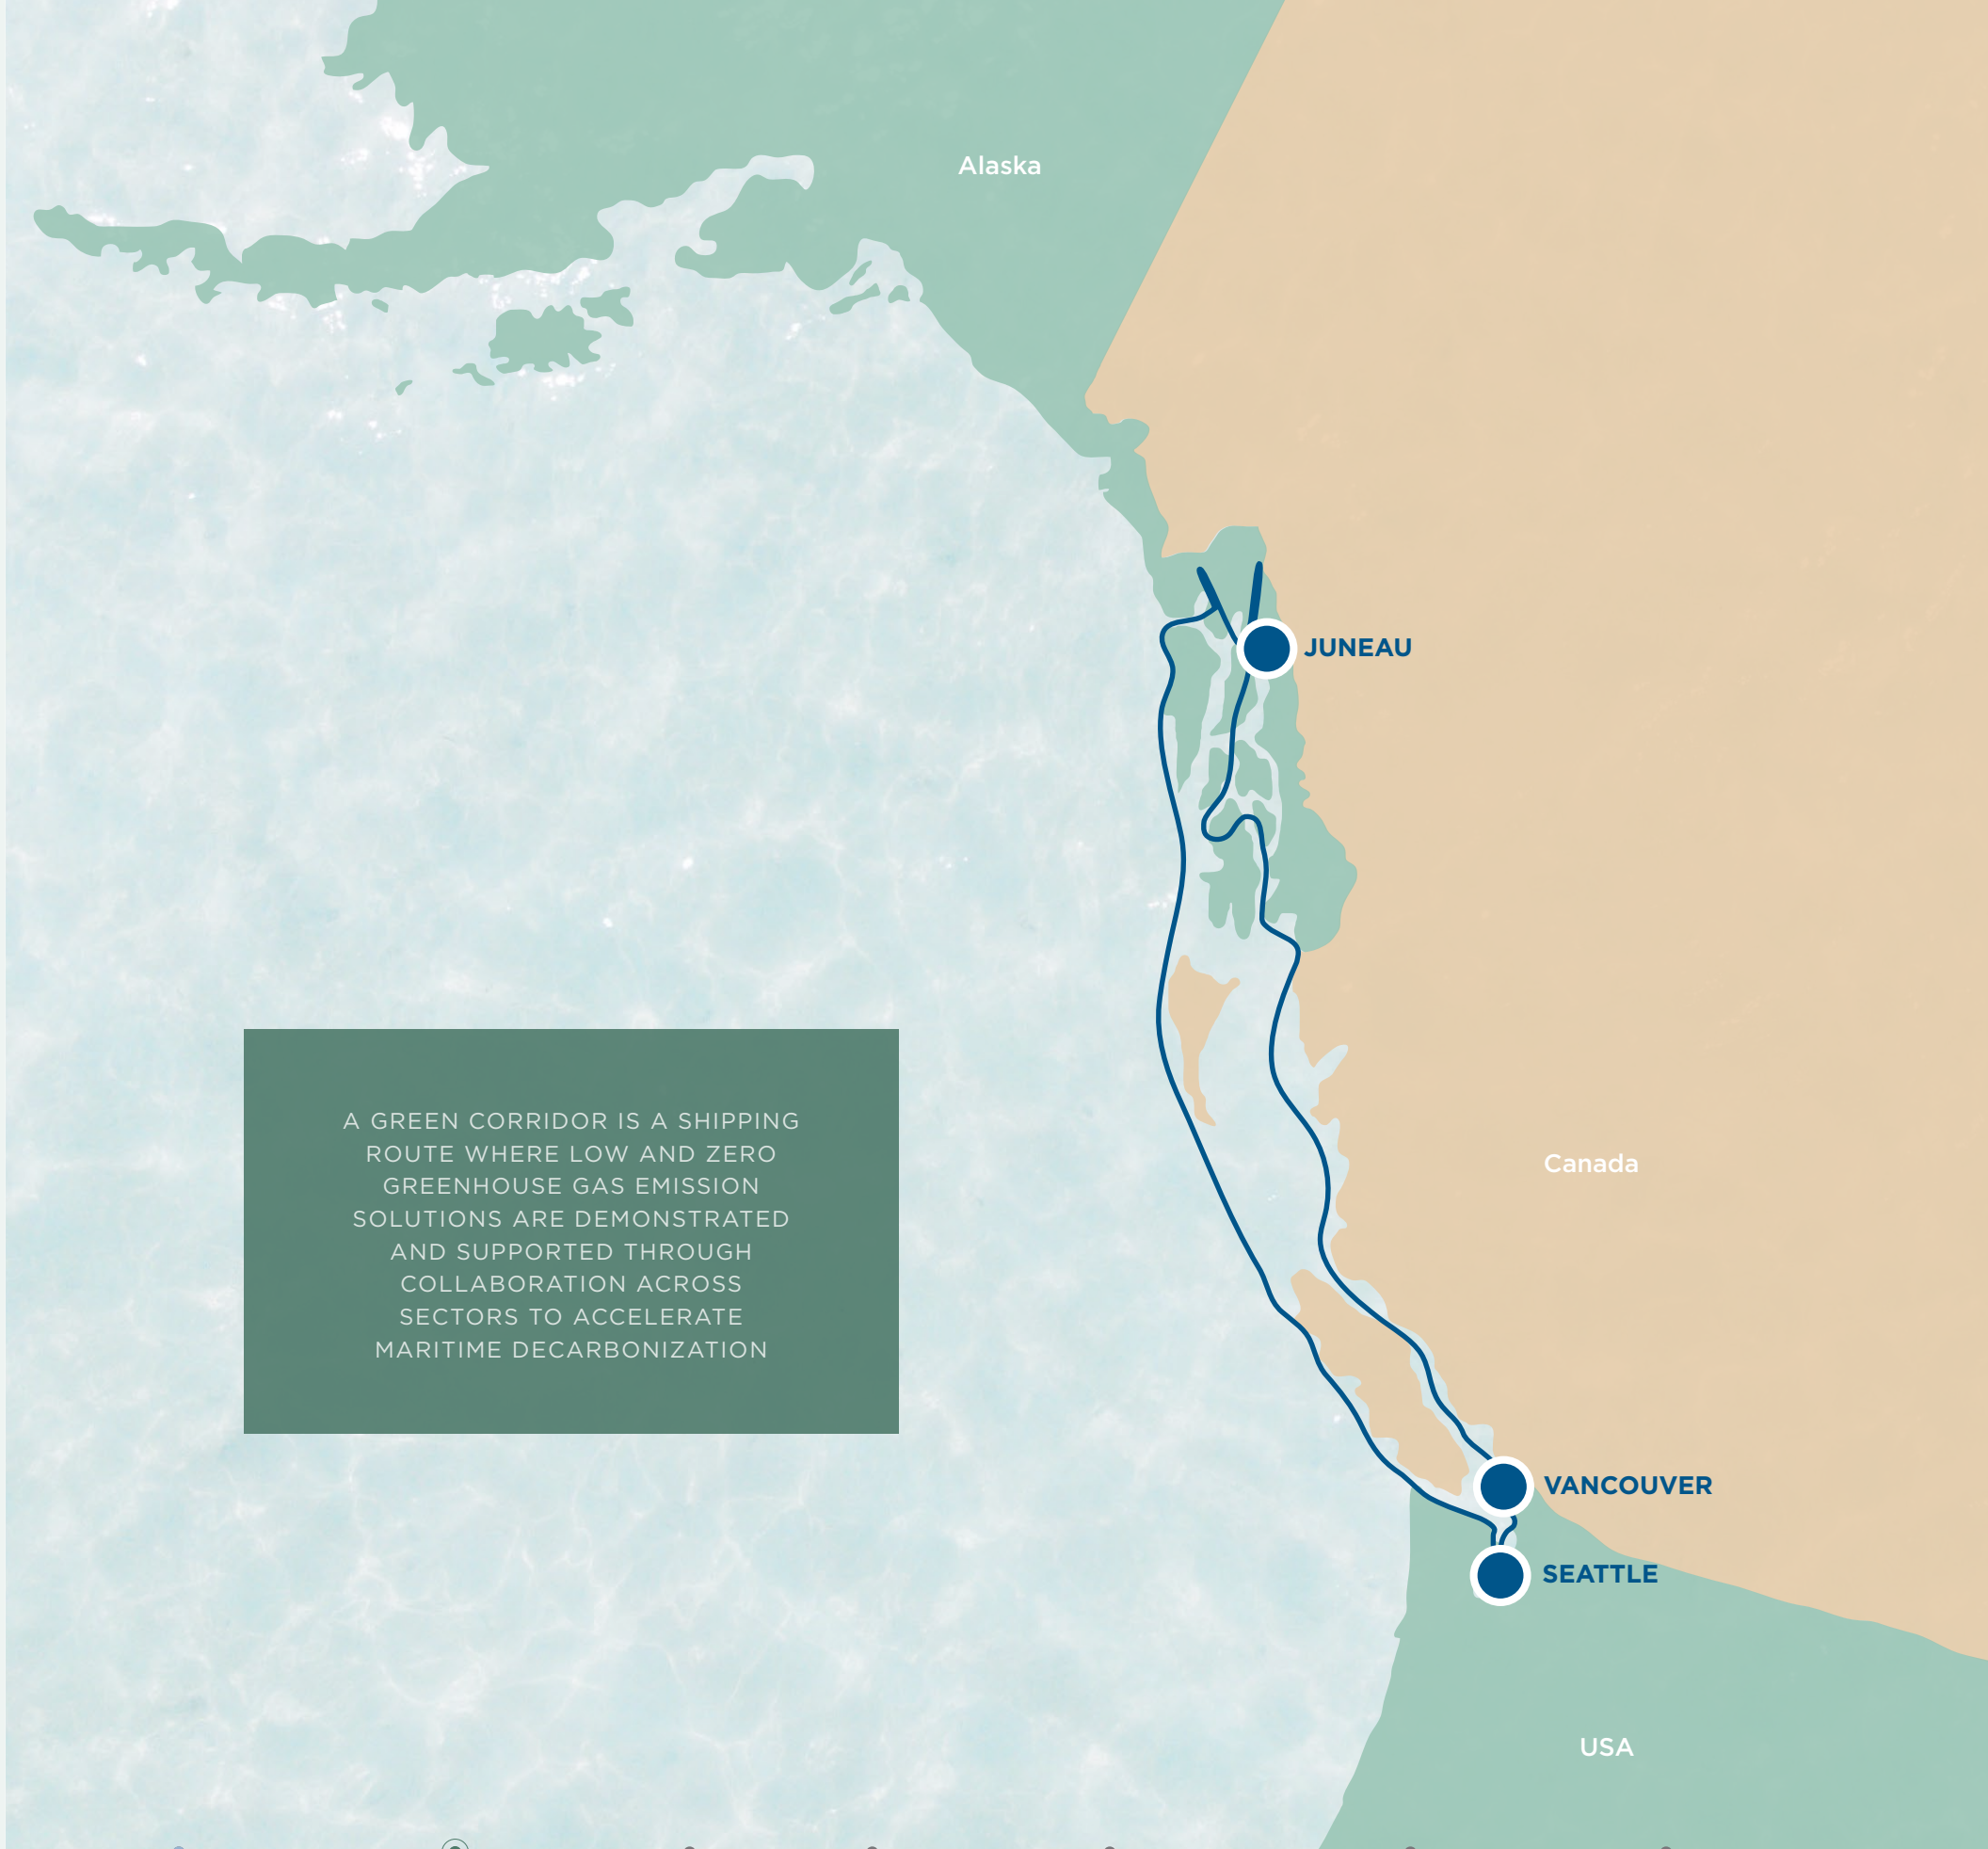 Alaska
JUNEAU
A GREEN CORRIDOR IS A SHIPPING
ROUTE WHERE LOW AND ZERO
GREENHOUSE GAS EMISSION
SOLUTIONS ARE DEMONSTRATED
AND SUPPORTED THROUGH
COLLABORATION ACROSS
SECTORS TO ACCELERATE
MARITIME DECARBONIZATION
Canada
VANCOUVER
SEATTLE
USA